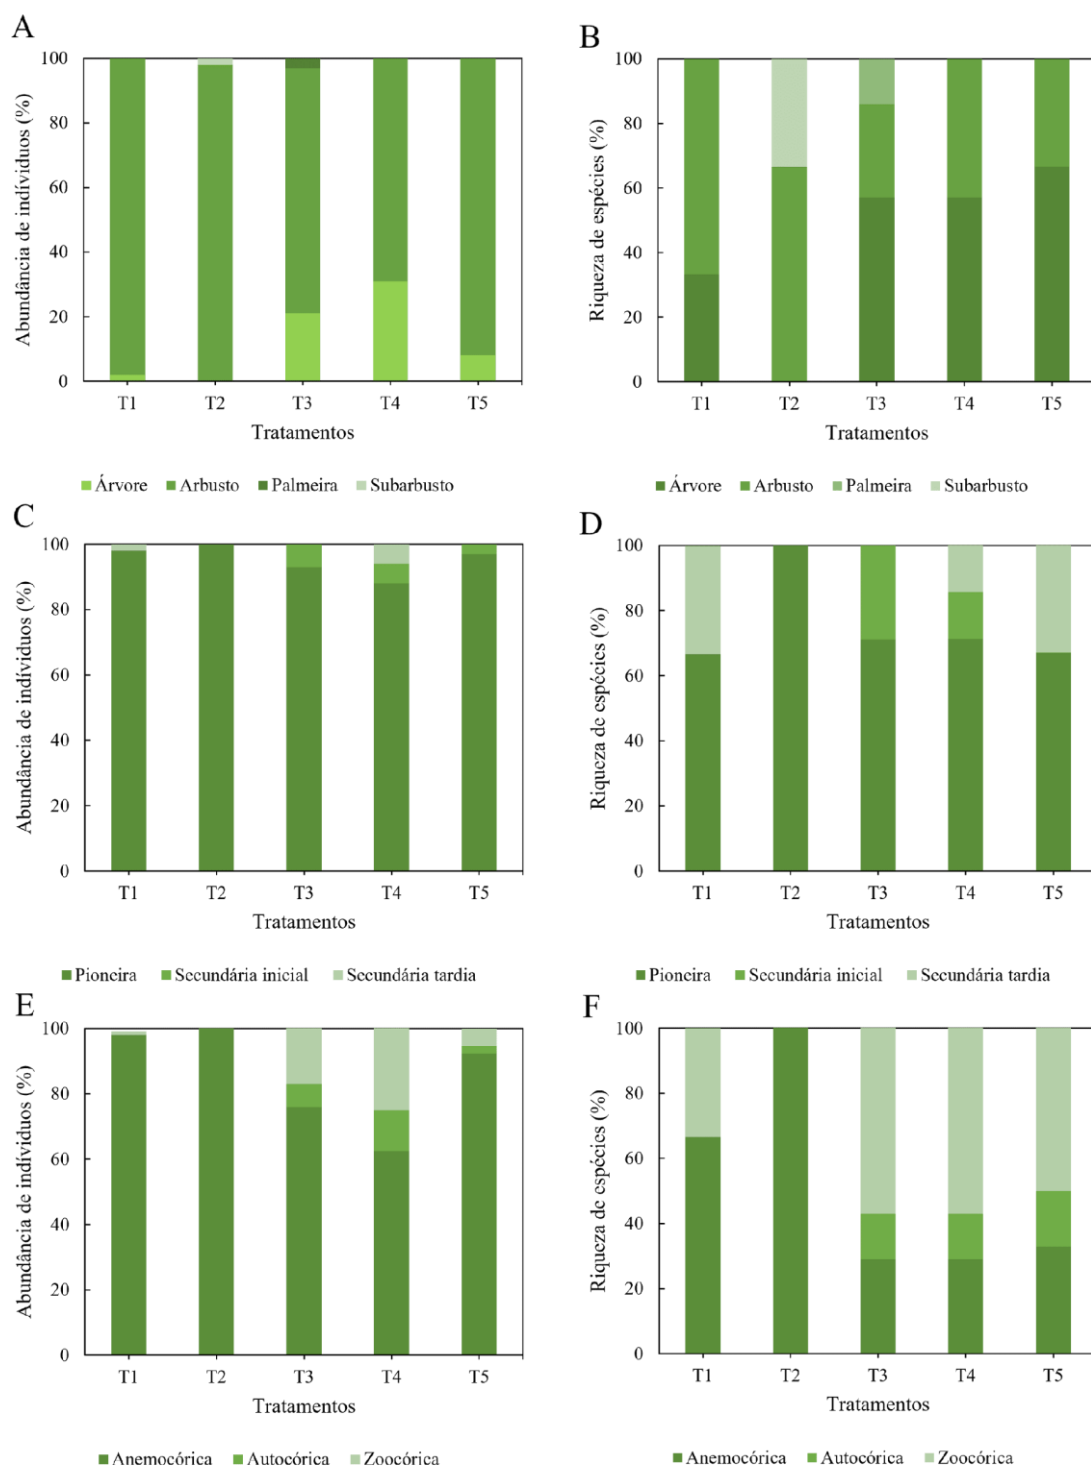 A
Abundância de indíviduos (%)
100
80
60
40
20
0
T1 T2 T3 T4 T5
Tratamentos
Árvore Arbusto Palmeira Subarbusto
B
Riqueza de espécies (%)
100
80
60
40
20
0
T1 T2 T3 T4 T5
Tratamentos
Árvore Arbusto Palmeira Subarbusto
C
Abundância de indíviduos (%)
100
80
60
40
20
0
T1 T2 T3 T4 T5
Tratamentos
Pioneira Secundária inicial Secundária tardia
D
Riqueza de espécies (%)
100
80
60
40
20
0
T1 T2 T3 T4 T5
Tratamentos
Pioneira Secundária inicial Secundária tardia
E
Abundância de indíviduos (%)
100
80
60
40
20
0
T1 T2 T3 T4 T5
Tratamentos
Anemocórica Autocórica Zoocórica
F
Riqueza de espécies (%)
100
80
60
40
20
0
T1 T2 T3 T4 T5
Tratamentos
Anemocórica Autocórica Zoocórica